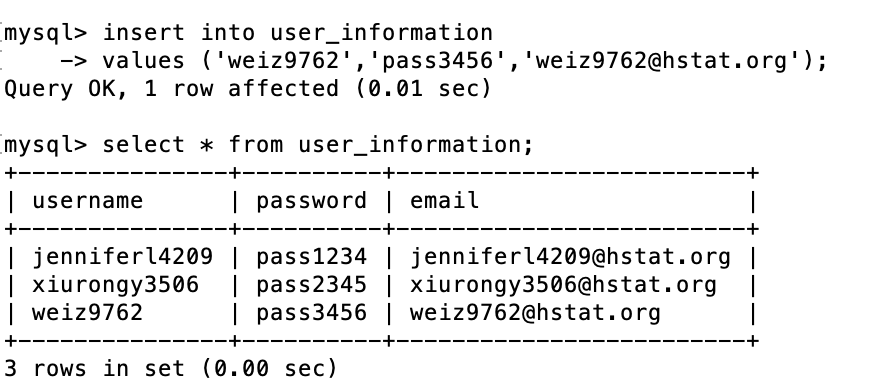 mysql> insert into user_information
    -> values ('weiz9762','pass3456','weiz9762@hstat.org');
Query OK, 1 row affected (0.01 sec)

mysql> select * from user_information;
+---------------+----------+--------------------------+
| username      | password | email                    |
+---------------+----------+--------------------------+
| jenniferl4209 | pass1234 | jenniferl4209@hstat.org |
| xiurongy3506  | pass2345 | xiurongy3506@hstat.org  |
| weiz9762      | pass3456 | weiz9762@hstat.org      |
+---------------+----------+--------------------------+
3 rows in set (0.00 sec)